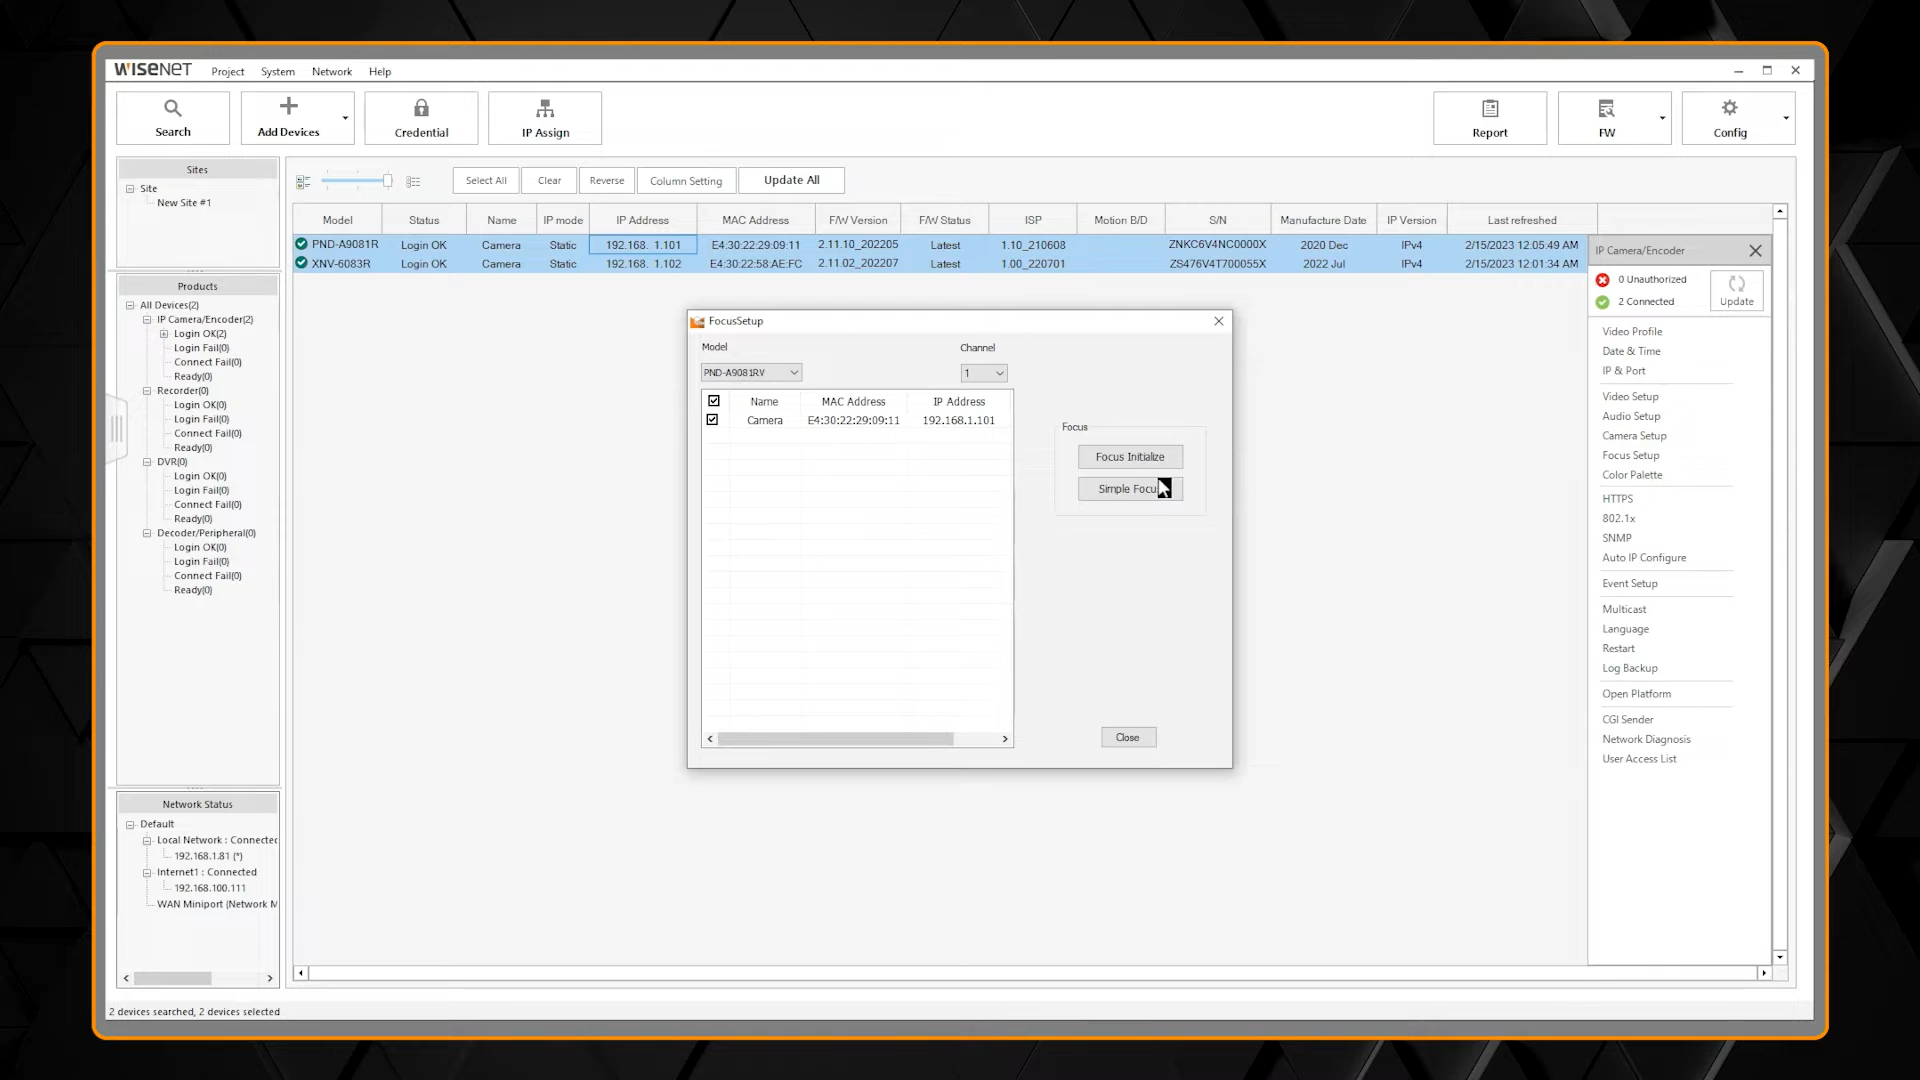 WISENET Project System Network Help
Search
Add Devices
Credential
IP Assign
Report
FW
Config
Sites
Site
New Site #1
Select All Clear Reverse Column Setting Update All
Model Status Name IP mode IP Address MAC Address F/W Version F/W Status ISP Motion B/D S/N Manufacture Date IP Version Last refreshed
PND-A9081R Login OK Camera Static 192.168. 1.101 E4:30:22:29:09:11 2.11.10_202205 Latest 1.10_210608 ZNKC6V4NC0000X 2020 Dec IPv4 2/15/2023 12:05:49 AM
XNV-6083R Login OK Camera Static 192.168. 1.102 E4:30:22:58:AE:FC 2.11.02_202207 Latest 1.00_220701 ZS476V4T700055X 2022 Jul IPv4 2/15/2023 12:01:34 AM
Products
All Devices(2)
IP Camera/Encoder(2)
Login OK(2)
Login Fail(0)
Connect Fail(0)
Ready(0)
Recorder(0)
Login OK(0)
Login Fail(0)
Connect Fail(0)
Ready(0)
DVR(0)
Login OK(0)
Login Fail(0)
Connect Fail(0)
Ready(0)
Decoder/Peripheral(0)
Login OK(0)
Login Fail(0)
Connect Fail(0)
Ready(0)
Network Status
Default
Local Network : Connected
192.168.1.81 (*)
Internet1 : Connected
192.168.100.111
WAN Miniport (Network M
FocusSetup
Model Channel
PND-A9081RV 1
Name MAC Address IP Address
Camera E4:30:22:29:09:11 192.168.1.101
Focus
Focus Initialize
Simple Focus
Close
IP Camera/Encoder
0 Unauthorized
2 Connected
Update
Video Profile
Date & Time
IP & Port
Video Setup
Audio Setup
Camera Setup
Focus Setup
Color Palette
HTTPS
802.1x
SNMP
Auto IP Configure
Event Setup
Multicast
Language
Restart
Log Backup
Open Platform
CGI Sender
Network Diagnosis
User Access List
2 devices searched, 2 devices selected